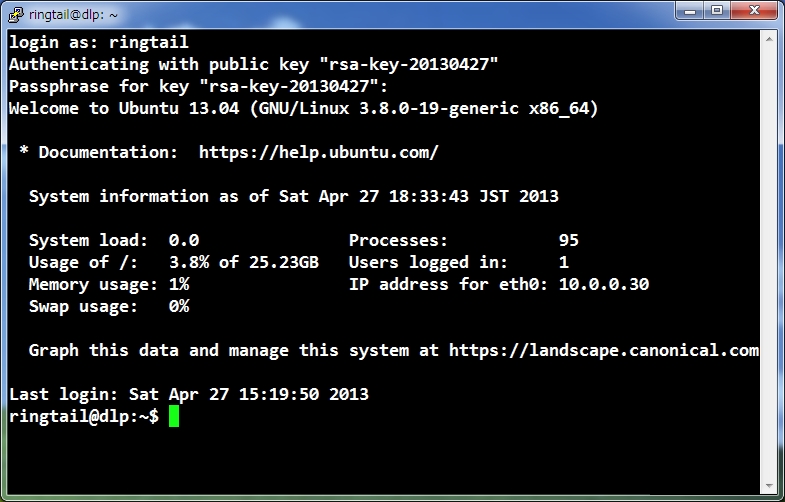 ringtail@dlp: ~
login as: ringtail
Authenticating with public key "rsa-key-20130427"
Passphrase for key "rsa-key-20130427":
Welcome to Ubuntu 13.04 (GNU/Linux 3.8.0-19-generic x86_64)
* Documentation:  https://help.ubuntu.com/
System information as of Sat Apr 27 18:33:43 JST 2013
System load:  0.0               Processes:           95
Usage of /:   3.8% of 25.23GB   Users logged in:     1
Memory usage: 1%                IP address for eth0: 10.0.0.30
Swap usage:   0%
Graph this data and manage this system at https://landscape.canonical.com
Last login: Sat Apr 27 15:19:50 2013
ringtail@dlp:~$